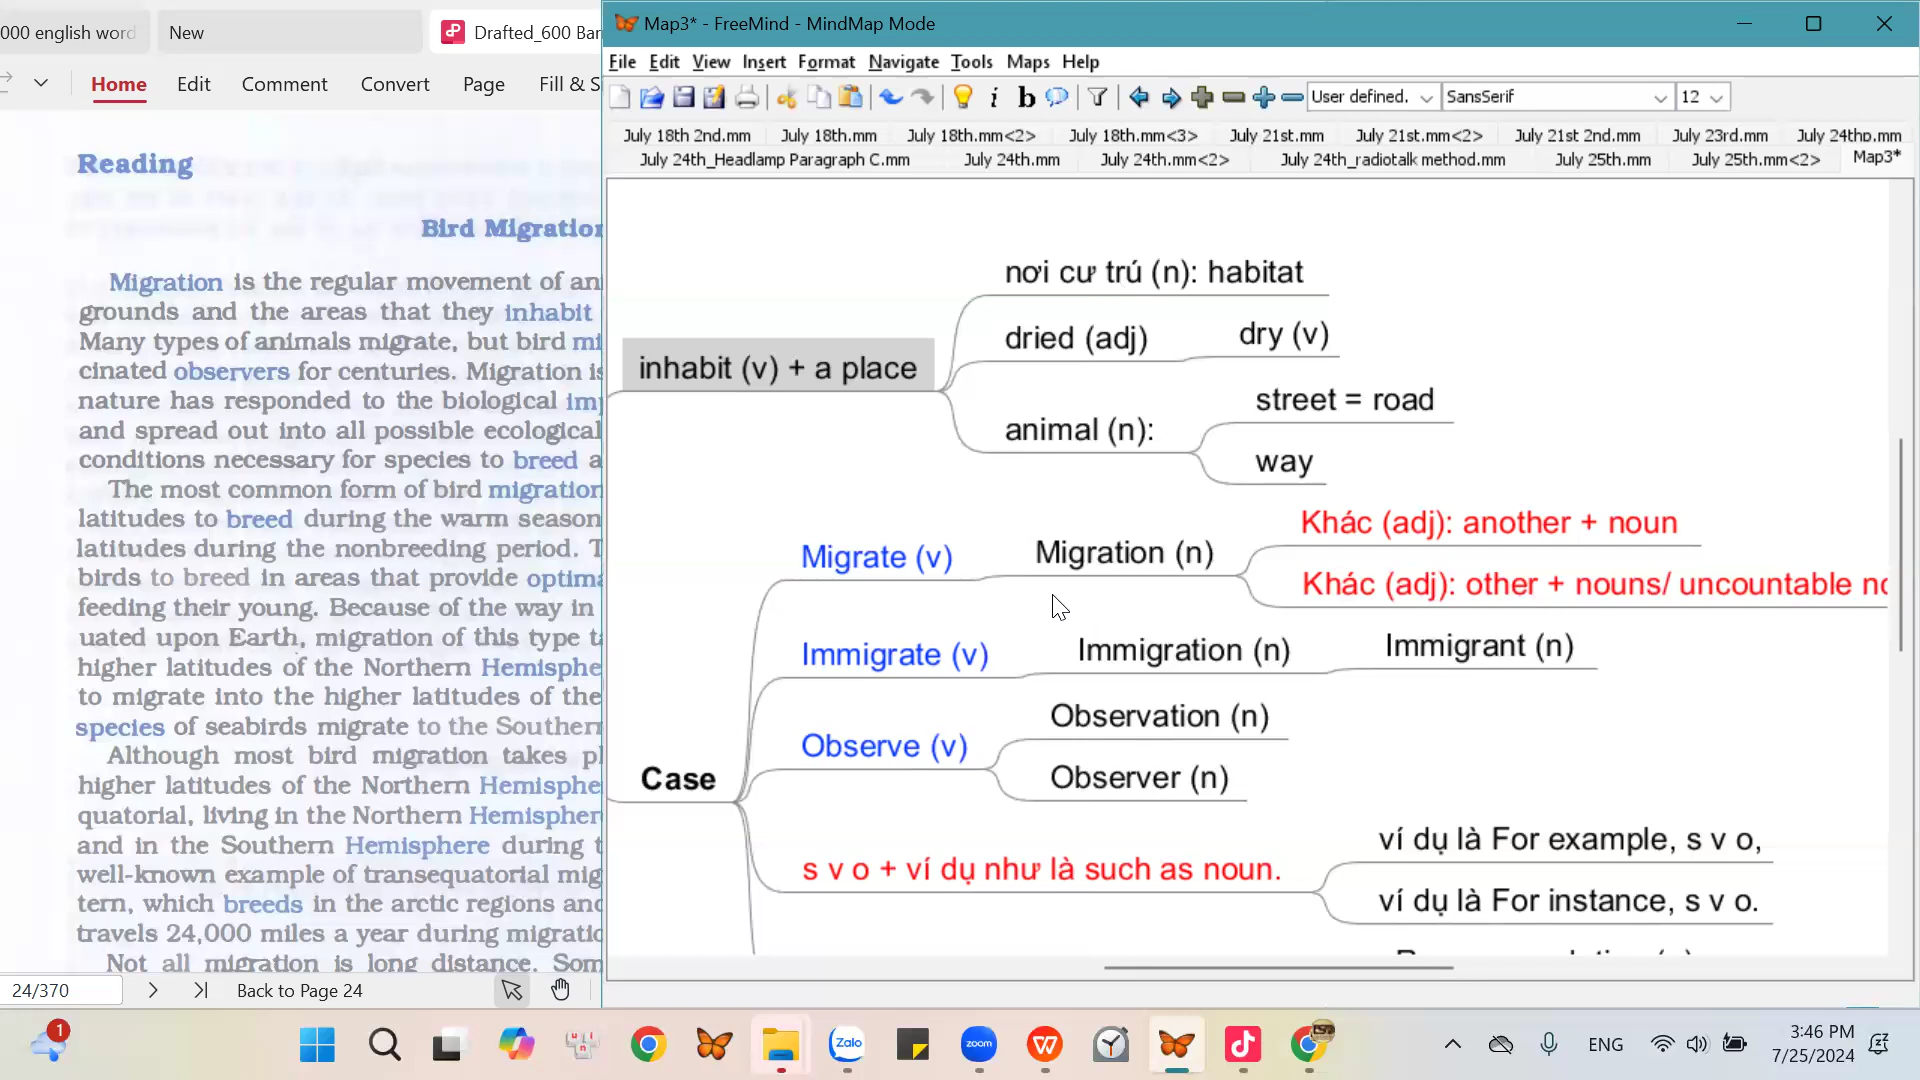 000 english word
New
Drafted_600 Bar
Home Edit Comment Convert Page Fill & S
Reading
Bird Migration
Migration is the regular movement of an
grounds and the areas that they inhabit
Many types of animals migrate, but bird mi
cinated observers for centuries. Migration is
nature has responded to the biological im
and spread out into all possible ecological
conditions necessary for species to breed a
The most common form of bird migration
latitudes to breed during the warm season
latitudes during the nonbreeding period. T
birds to breed in areas that provide optima
feeding their young. Because of the way in
uated upon Earth, migration of this type ta
higher latitudes of the Northern Hemisphe
to migrate into the higher latitudes of the
species of seabirds migrate to the Southern
Although most bird migration takes pl
higher latitudes of the Northern Hemisphe
quatorial, living in the Northern Hemispher
and in the Southern Hemisphere during t
well-known example of transequatorial mig
tern, which breeds in the arctic regions and
travels 24,000 miles a year during migratio
Not all migration is long distance. Som
24/370
Back to Page 24
Map3* - FreeMind - MindMap Mode
File Edit View Insert Format Navigate Tools Maps Help
User defined. SansSerif 12
July 18th 2nd.mm July 18th.mm July 18th.mm<2> July 18th.mm<3> July 21st.mm July 21st.mm<2> July 21st 2nd.mm July 23rd.mm July 24thp.mm
July 24th_Headlamp Paragraph C.mm July 24th.mm July 24th.mm<2> July 24th_radiotalk method.mm July 25th.mm July 25th.mm<2> Map3*
inhabit (v) + a place
nơi cư trú (n): habitat
dried (adj) dry (v)
animal (n):
street = road
way
Case
Migrate (v) Migration (n)
Khác (adj): another + noun
Khác (adj): other + nouns/ uncountable no
Immigrate (v) Immigration (n) Immigrant (n)
Observe (v)
Observation (n)
Observer (n)
s v o + ví dụ như là such as noun.
ví dụ là For example, s v o,
ví dụ là For instance, s v o.
1
Zalo
zoom
ENG
3:46 PM
7/25/2024